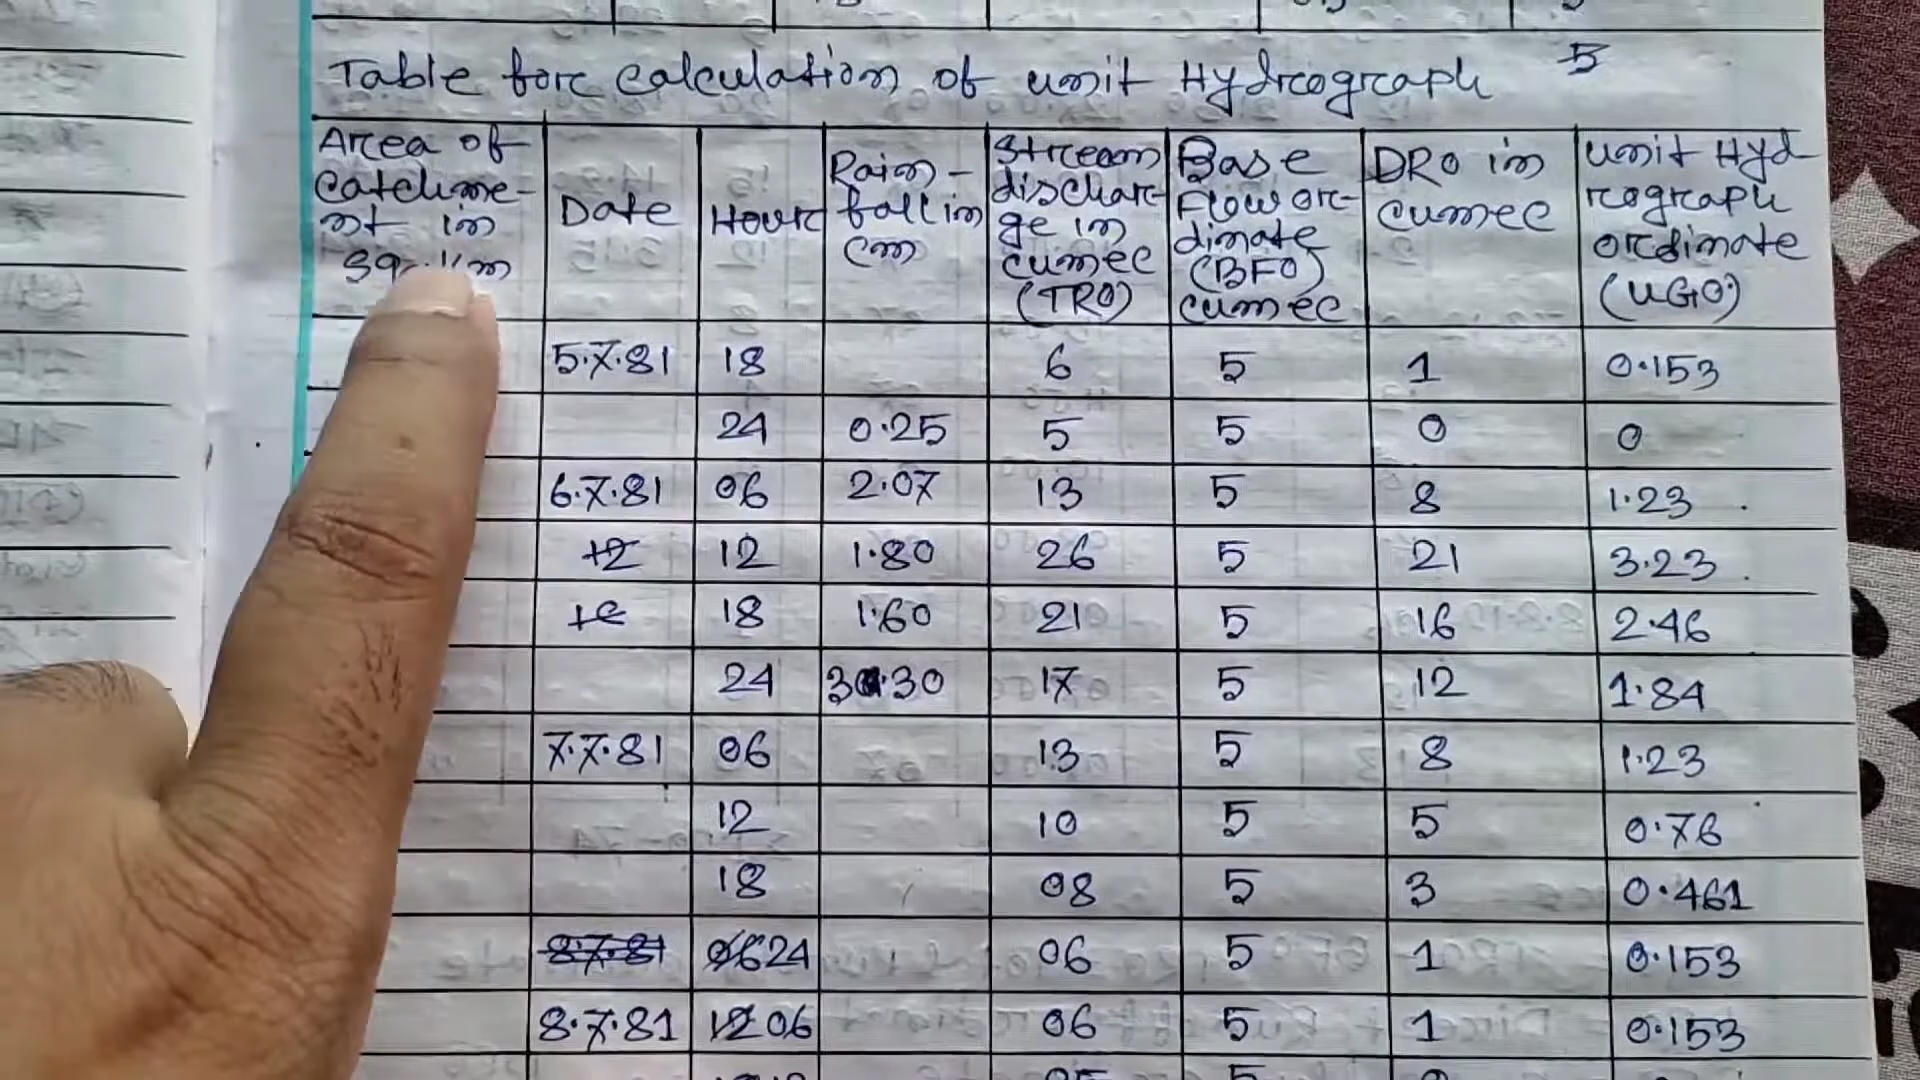 Table for calculation of unit Hydrograph 5
Area of Catchme-nt in Sq. km | Date | Hour | Rain-fall in cm | Stream discharge in cumec (TRO) | Base Flow ordinate (BFO) cumec | DRO in cumec | unit Hydrograph ordinate (UGO)
5.7.81 18 6 5 1 0.153
24 0.25 5 5 0 0
6.7.81 06 2.07 13 5 8 1.23
12 12 1.80 26 5 21 3.23
18 1.60 21 5 16 2.46
24 30 17 5 12 1.84
7.7.81 06 13 5 8 1.23
12 10 5 5 0.76
18 08 5 3 0.461
8.7.81 24 06 5 1 0.153
8.7.81 06 06 5 1 0.153